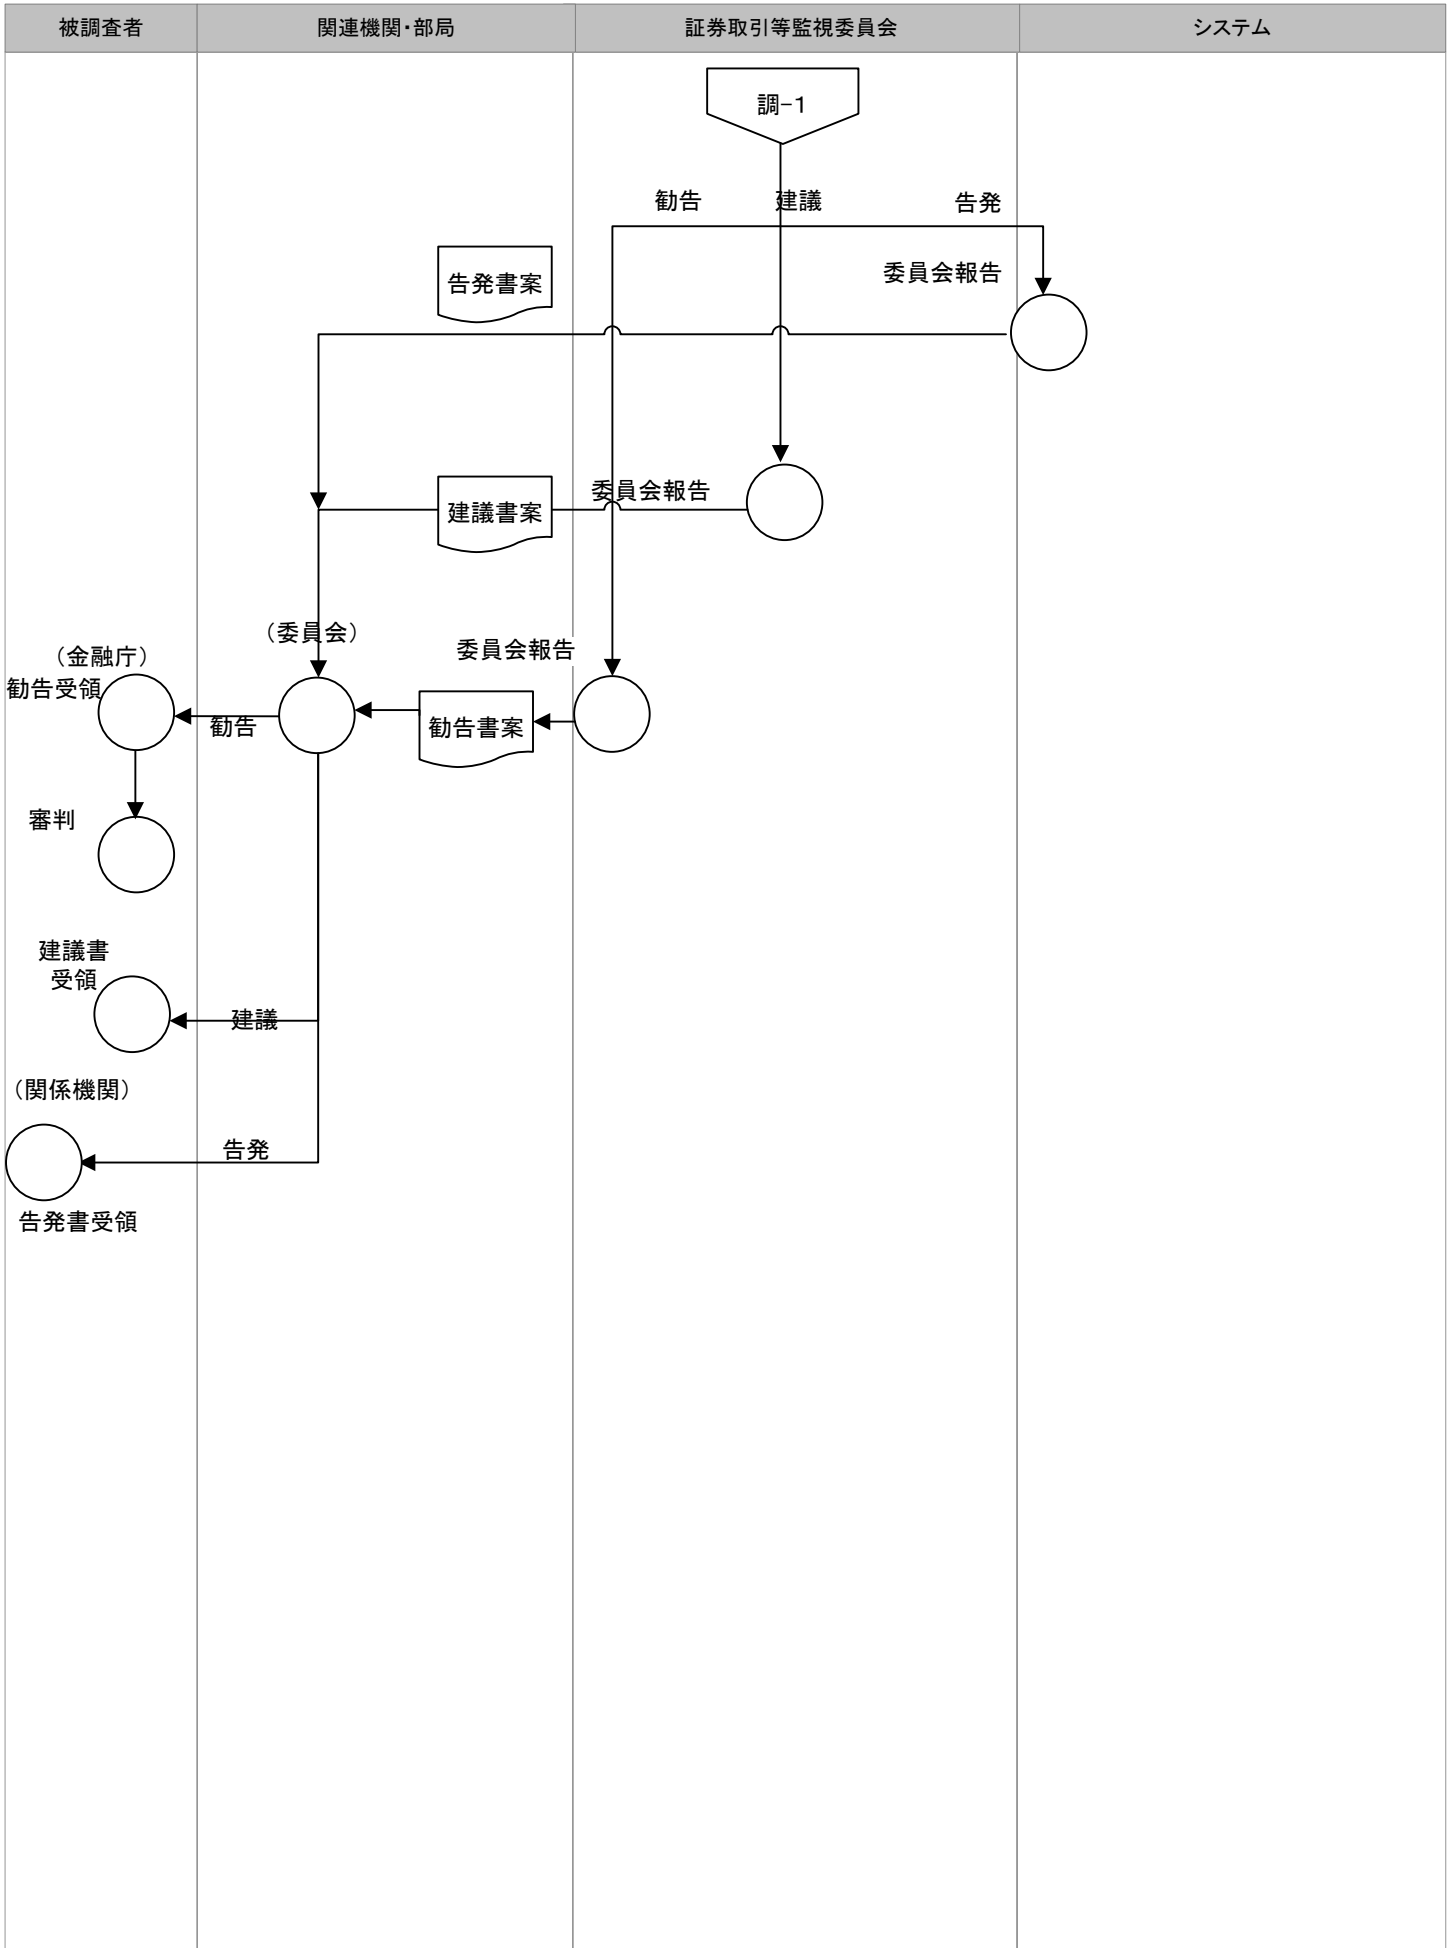 被調査者
関連機関・部局
証券取引等監視委員会
システム
調-1
勧告
建議
告発
委員会報告
告発書案
委員会報告
建議書案
（委員会）
委員会報告
（金融庁）
勧告受領
勧告
勧告書案
審判
建議書
受領
建議
（関係機関）
告発
告発書受領